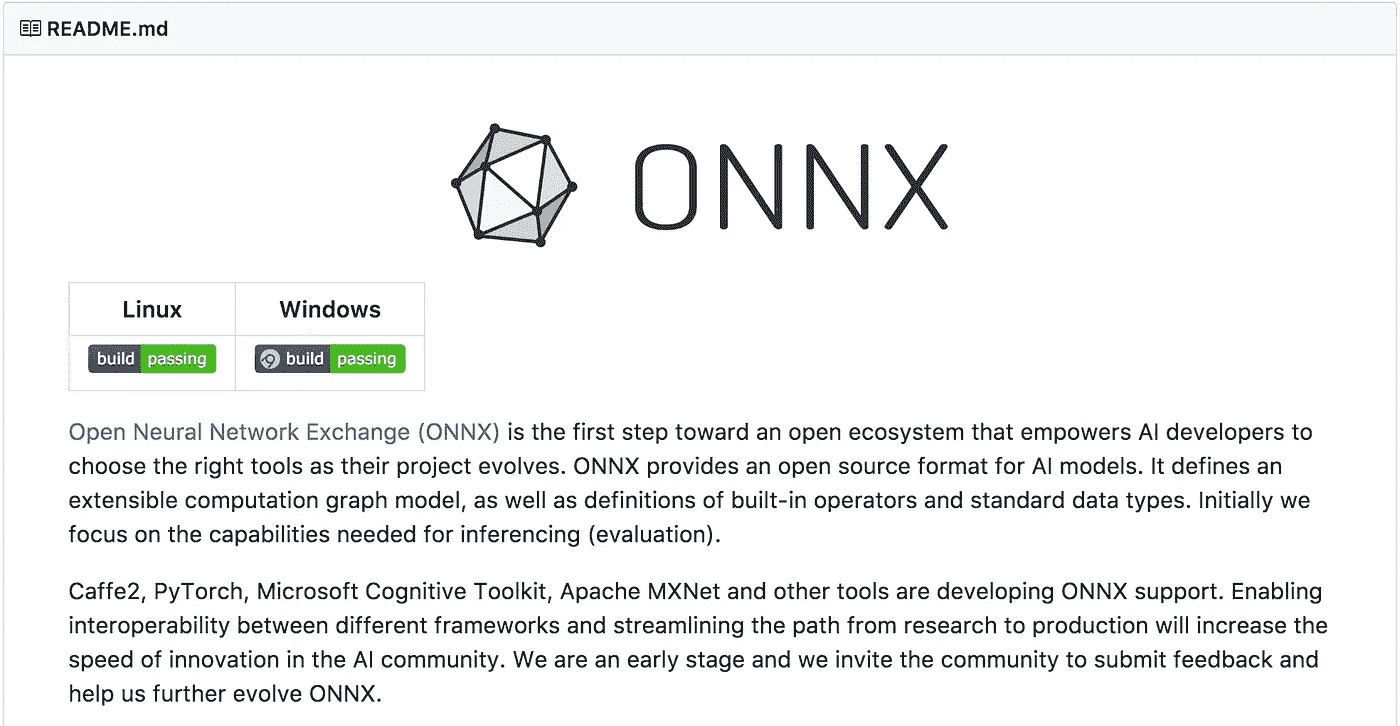 README.md
ONNX
Linux Windows
build passing build passing
Open Neural Network Exchange (ONNX) is the first step toward an open ecosystem that empowers AI developers to
choose the right tools as their project evolves. ONNX provides an open source format for AI models. It defines an
extensible computation graph model, as well as definitions of built-in operators and standard data types. Initially we
focus on the capabilities needed for inferencing (evaluation).
Caffe2, PyTorch, Microsoft Cognitive Toolkit, Apache MXNet and other tools are developing ONNX support. Enabling
interoperability between different frameworks and streamlining the path from research to production will increase the
speed of innovation in the AI community. We are an early stage and we invite the community to submit feedback and
help us further evolve ONNX.